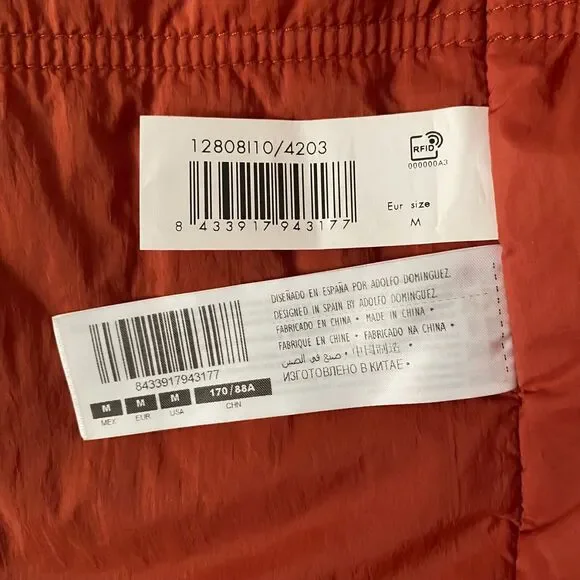 12808I10/4203
RFID
000000A3
8 433917 943177
Eur size
M
DISEÑADO EN ESPAÑA POR ADOLFO DOMINGUEZ.
DESIGNED IN SPAIN BY ADOLFO DOMINGUEZ.
FABRICADO EN CHINA • MADE IN CHINA •
FABRIQUE EN CHINE • FABRICADO NA CHINA •
صنع في الصين •
ИЗГОТОВЛЕНО В КИТАЕ •
8433917943177
M M M 170/88A
MEX EUR USA CHN